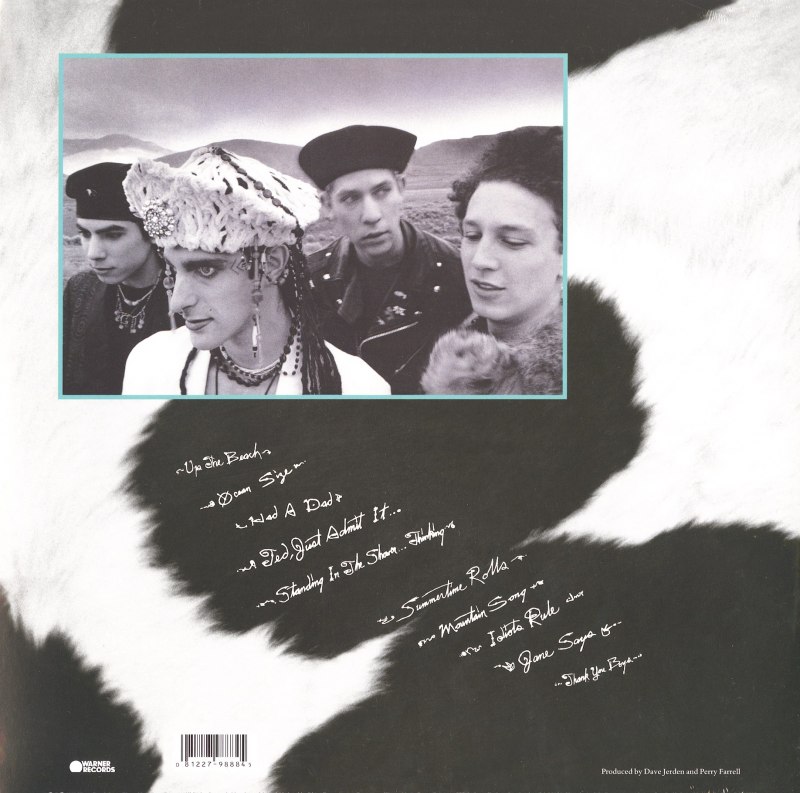 Up The Beach
Ocean Size
Had A Dad
Ted, Just Admit It...
Standing In The Shower... Thinking
Summertime Rolls
Mountain Song
Idiots Rule
Jane Says
...Thank You Boys...
WARNER
RECORDS
0 81227-98884 5
Produced by Dave Jerden and Perry Farrell